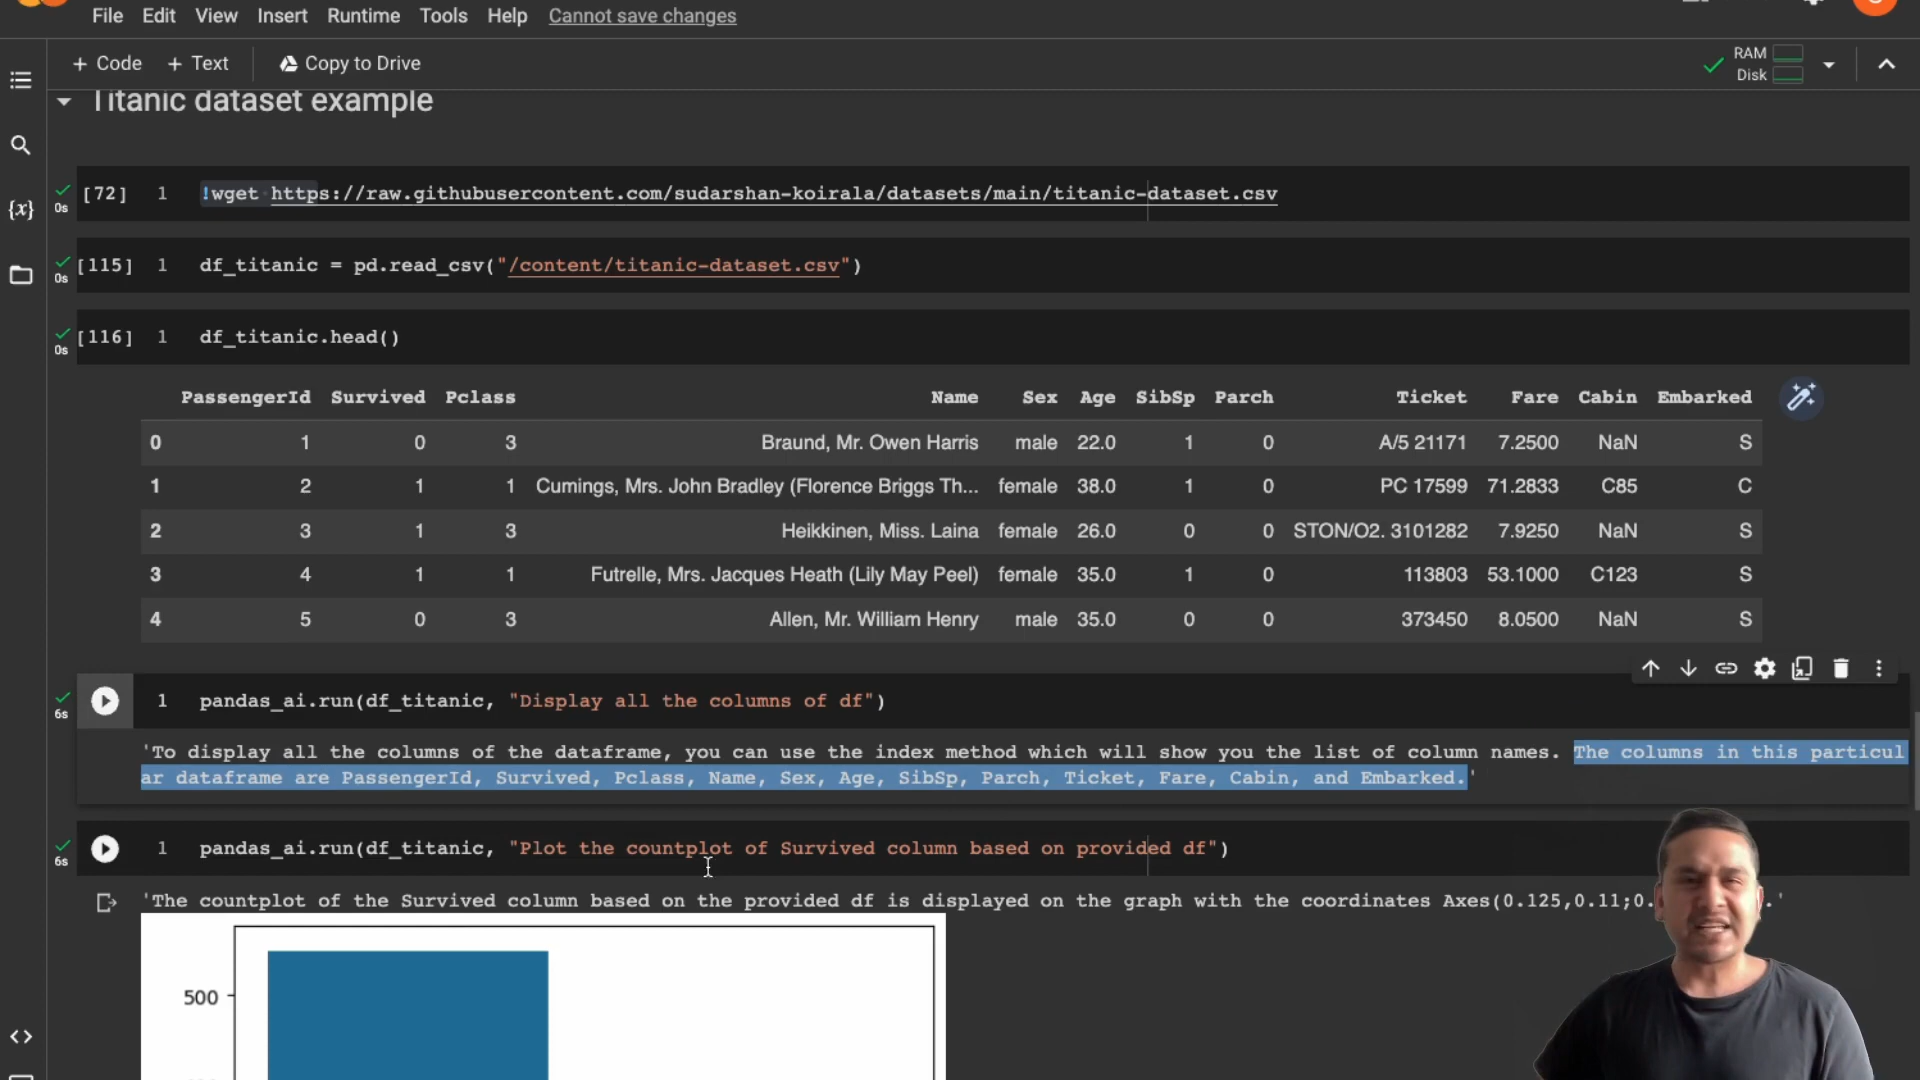 File Edit View Insert Runtime Tools Help Cannot save changes
+ Code + Text Copy to Drive
RAM
Disk
Titanic dataset example
0s [72] 1 !wget https://raw.githubusercontent.com/sudarshan-koirala/datasets/main/titanic-dataset.csv
{x}
0s [115] 1 df_titanic = pd.read_csv("/content/titanic-dataset.csv")
0s [116] 1 df_titanic.head()
PassengerId Survived Pclass Name Sex Age SibSp Parch Ticket Fare Cabin Embarked
0 1 0 3 Braund, Mr. Owen Harris male 22.0 1 0 A/5 21171 7.2500 NaN S
1 2 1 1 Cumings, Mrs. John Bradley (Florence Briggs Th... female 38.0 1 0 PC 17599 71.2833 C85 C
2 3 1 3 Heikkinen, Miss. Laina female 26.0 0 0 STON/O2. 3101282 7.9250 NaN S
3 4 1 1 Futrelle, Mrs. Jacques Heath (Lily May Peel) female 35.0 1 0 113803 53.1000 C123 S
4 5 0 3 Allen, Mr. William Henry male 35.0 0 0 373450 8.0500 NaN S
6s 1 pandas_ai.run(df_titanic, "Display all the columns of df")
'To display all the columns of the dataframe, you can use the index method which will show you the list of column names. The columns in this particul
ar dataframe are PassengerId, Survived, Pclass, Name, Sex, Age, SibSp, Parch, Ticket, Fare, Cabin, and Embarked.'
6s 1 pandas_ai.run(df_titanic, "Plot the countplot of Survived column based on provided df")
'The countplot of the Survived column based on the provided df is displayed on the graph with the coordinates Axes(0.125,0.11;0.
500